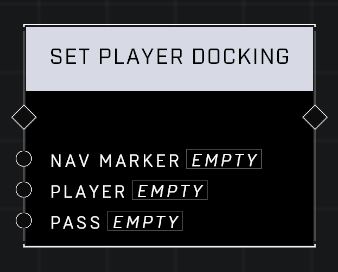 SET PLAYER DOCKING
NAV MARKER EMPTY
PLAYER EMPTY
PASS EMPTY